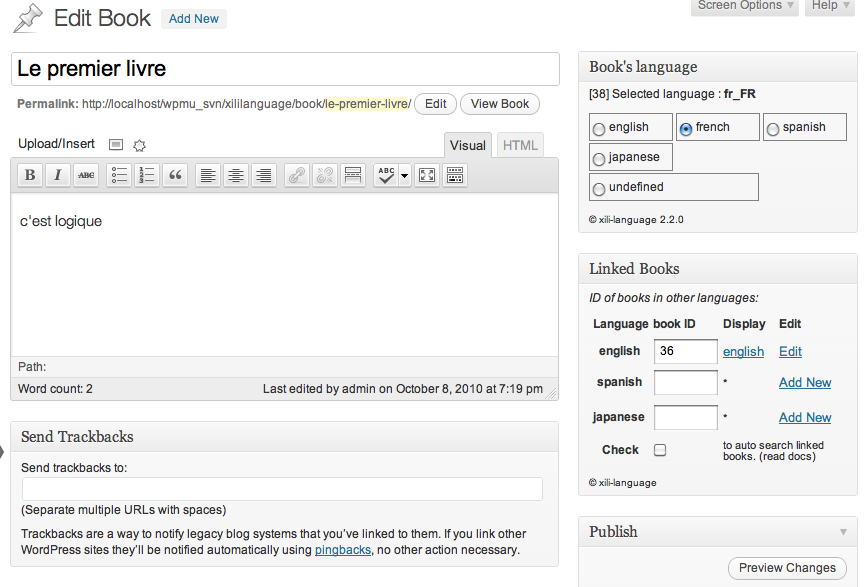 Edit Book Add New
Screen Options Help
Le premier livre
Permalink: http://localhost/wpmu_svn/xililanguage/book/le-premier-livre/ Edit View Book
Upload/Insert Visual HTML
B I ABC ABC
c'est logique
Path:
Word count: 2 Last edited by admin on October 8, 2010 at 7:19 pm
Send Trackbacks
Send trackbacks to:
(Separate multiple URLs with spaces)
Trackbacks are a way to notify legacy blog systems that you've linked to them. If you link other
WordPress sites they'll be notified automatically using pingbacks, no other action necessary.
Book's language
[38] Selected language : fr_FR
english french spanish
japanese
undefined
© xili-language 2.2.0
Linked Books
ID of books in other languages:
Language book ID Display Edit
english 36 english Edit
spanish * Add New
japanese * Add New
Check to auto search linked
books. (read docs)
© xili-language
Publish
Preview Changes